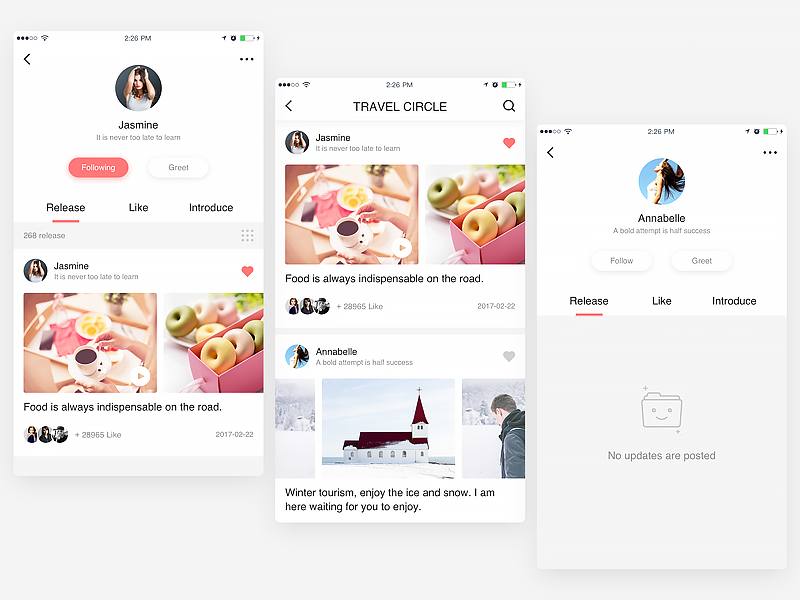 2:26 PM
Jasmine
It is never too late to learn
Following
Greet
Release
Like
Introduce
268 release
Jasmine
It is never too late to learn
Food is always indispensable on the road.
+ 28965 Like
2017-02-22
2:26 PM
TRAVEL CIRCLE
Jasmine
It is never too late to learn
Food is always indispensable on the road.
+ 28965 Like
2017-02-22
Annabelle
A bold attempt is half success
Winter tourism, enjoy the ice and snow. I am
here waiting for you to enjoy.
2:26 PM
Annabelle
A bold attempt is half success
Follow
Greet
Release
Like
Introduce
No updates are posted